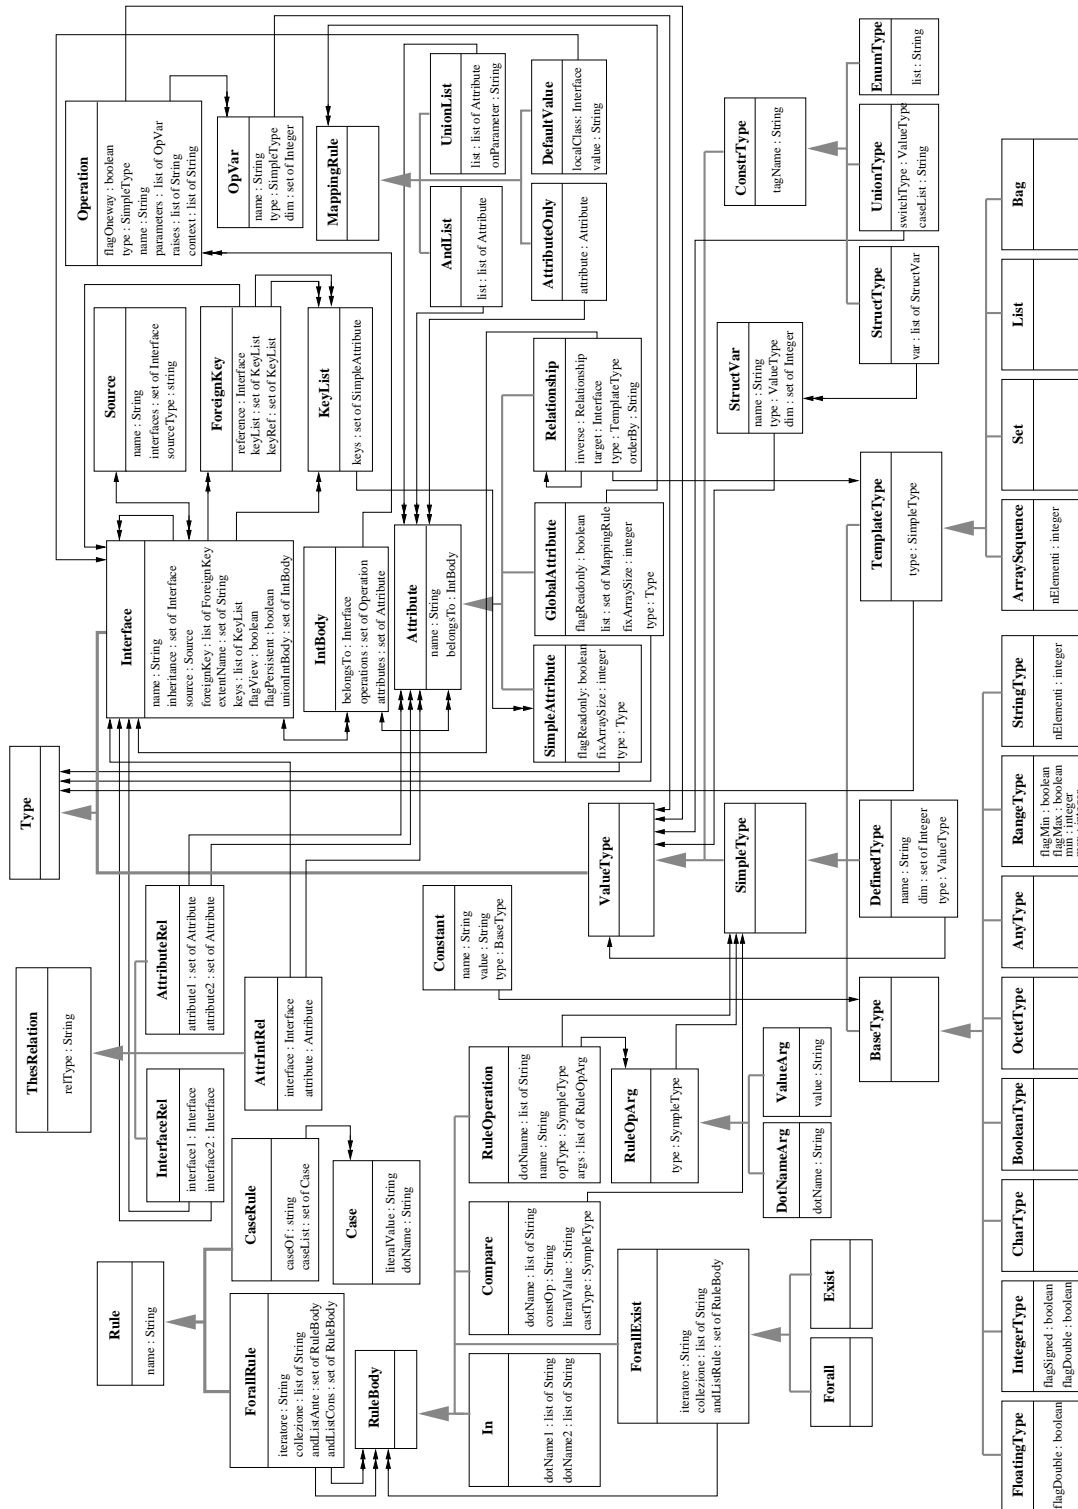 Rule
name : String
ThesRelation
relType : String
Type
ForallRule
iteratore : String
collezione : list of String
andListAnte : set of RuleBody
andListCons : set of RuleBody
CaseRule
caseOf : string
caseList : set of Case
Case
literalValue : String
dotName : String
InterfaceRel
interface1 : Interface
interface2 : Interface
AttrIntRel
interface : Interface
attribute : Attribute
AttributeRel
attribute1 : set of Attribute
attribute2 : set of Attribute
Interface
name : String
inheritance : set of Interface
source : Source
foreignKey : list of ForeignKey
extentName : set of String
keys : list of KeyList
flagView : boolean
flagPersistent : boolean
unionIntBody : set of IntBody
Source
name : String
interfaces : set of Interface
sourceType : string
ForeignKey
reference : Interface
keyList : set of KeyList
keyRef : set of KeyList
KeyList
keys : set of SimpleAttribute
Operation
flagOneway : boolean
type : SimpleType
name : String
parameters : list of OpVar
raises : list of String
context : list of String
OpVar
name : String
type : SimpleType
dim : set of Integer
MappingRule
IntBody
belongsTo : Interface
operations : set of Operation
attributes : set of Attribute
Attribute
name : String
belongsTo : IntBody
AndList
list : list of Attribute
UnionList
list : list of Attribute
onParameter : String
AttributeOnly
attribute : Attribute
DefaultValue
localClass: Interface
value : String
SimpleAttribute
flagReadonly: boolean
fixArraySize : integer
type : Type
GlobalAttribute
flagReadonly : boolean
list : set of MappingRule
fixArraySize : integer
type : Type
Relationship
inverse : Relationship
target : Interface
type : TemplateType
orderBy : String
RuleBody
In
dotName1 : list of String
dotName2 : list of String
Compare
dotName : list of String
constOp : String
literalValue : String
castType : SympleType
RuleOperation
dotNname : list of String
name : String
opType : SympleType
args : list of RuleOpArg
Constant
name : String
value : String
type : BaseType
ValueType
ForallExist
iteratore : String
collezione : list of String
andListRule : set of RuleBody
RuleOpArg
type : SympleType
Forall
Exist
DotNameArg
dotName : String
ValueArg
value : String
SimpleType
StructVar
name : String
type : ValueType
dim : set of Integer
ConstrType
tagName : String
BaseType
DefinedType
name : String
dim : set of Integer
type : ValueType
TemplateType
type : SimpleType
StructType
var : list of StructVar
UnionType
switchType : ValueType
caseList : String
EnumType
list : String
FloatingType
flagDouble : boolean
IntegerType
flagSigned : boolean
flagDouble : boolean
CharType
BooleanType
OctetType
AnyType
RangeType
flagMin : boolean
flagMax : boolean
min : integer
StringType
nElementi : integer
ArraySequence
nElementi : integer
Set
List
Bag